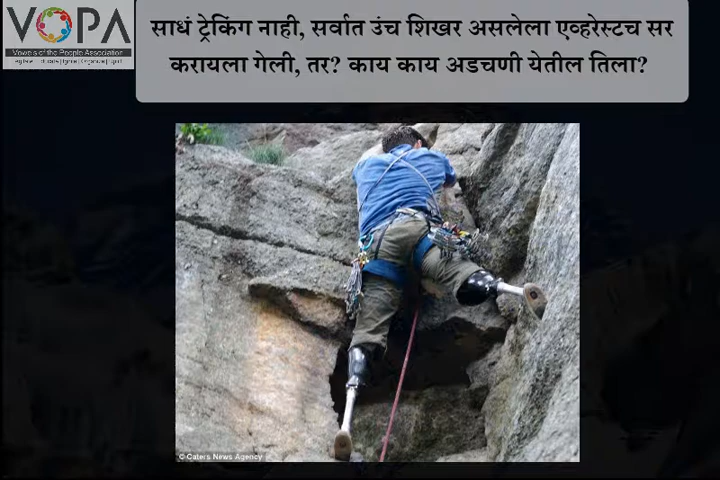 VOPA
Vowels of the People Association
साधं ट्रेकिंग नाही, सर्वात उंच शिखर असलेला एव्हरेस्टच सर
करायला गेली, तर? काय काय अडचणी येतील तिला?
© Caters News Agency